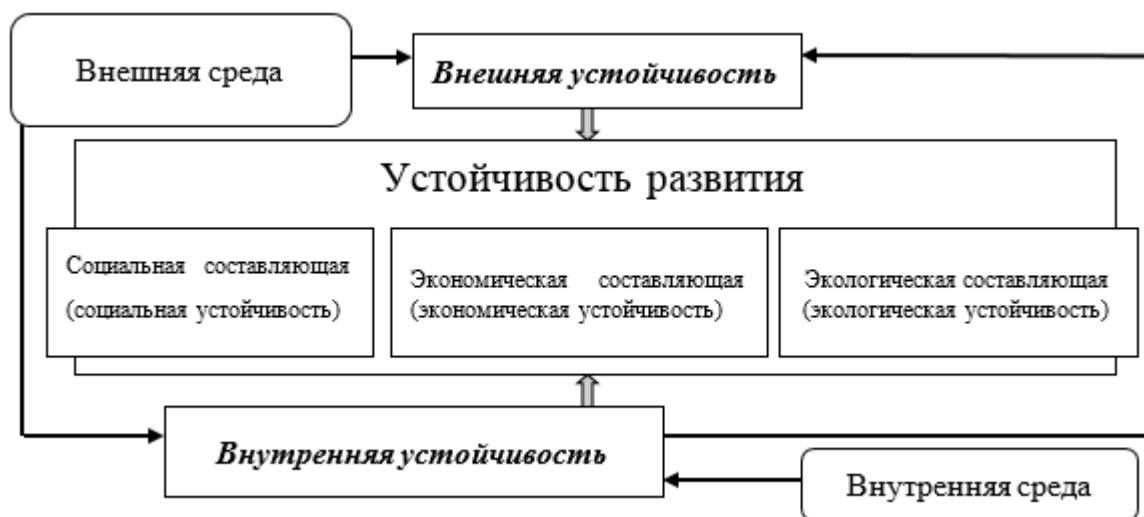 Внешняя среда
Внешняя устойчивость
Устойчивость развития
Социальная составляющая
(социальная устойчивость)
Экономическая составляющая
(экономическая устойчивость)
Экологическая составляющая
(экологическая устойчивость)
Внутренняя устойчивость
Внутренняя среда